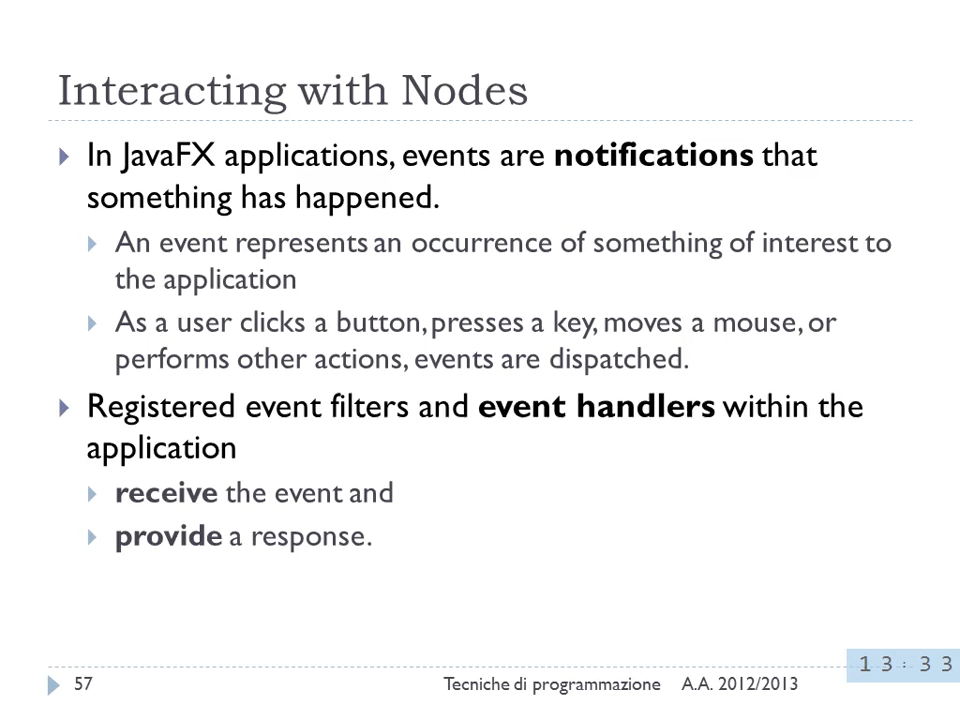 Interacting with Nodes
In JavaFX applications, events are notifications that
something has happened.
An event represents an occurrence of something of interest to
the application
As a user clicks a button, presses a key, moves a mouse, or
performs other actions, events are dispatched.
Registered event filters and event handlers within the
application
receive the event and
provide a response.
57 Tecniche di programmazione A.A. 2012/2013
13:33